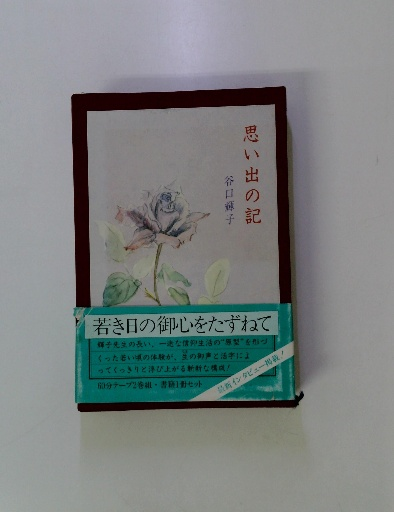 思い出の記
谷口輝子
若き日の御心をたずねて
輝子先生の長い、一途な信仰生活の"原型"を形づ
くった若い頃の体験が、豆の御声と活字によ
ってくっきりと浮び上がる斬新な構成!
60分テープ2巻組・書籍1冊セット
最新インタビュー掲載!